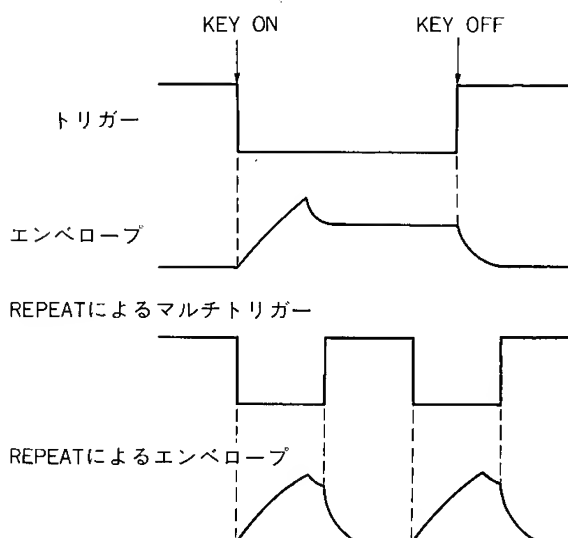 KEY ON KEY OFF
トリガー
エンベロープ
REPEATによるマルチトリガー
REPEATによるエンベロープ